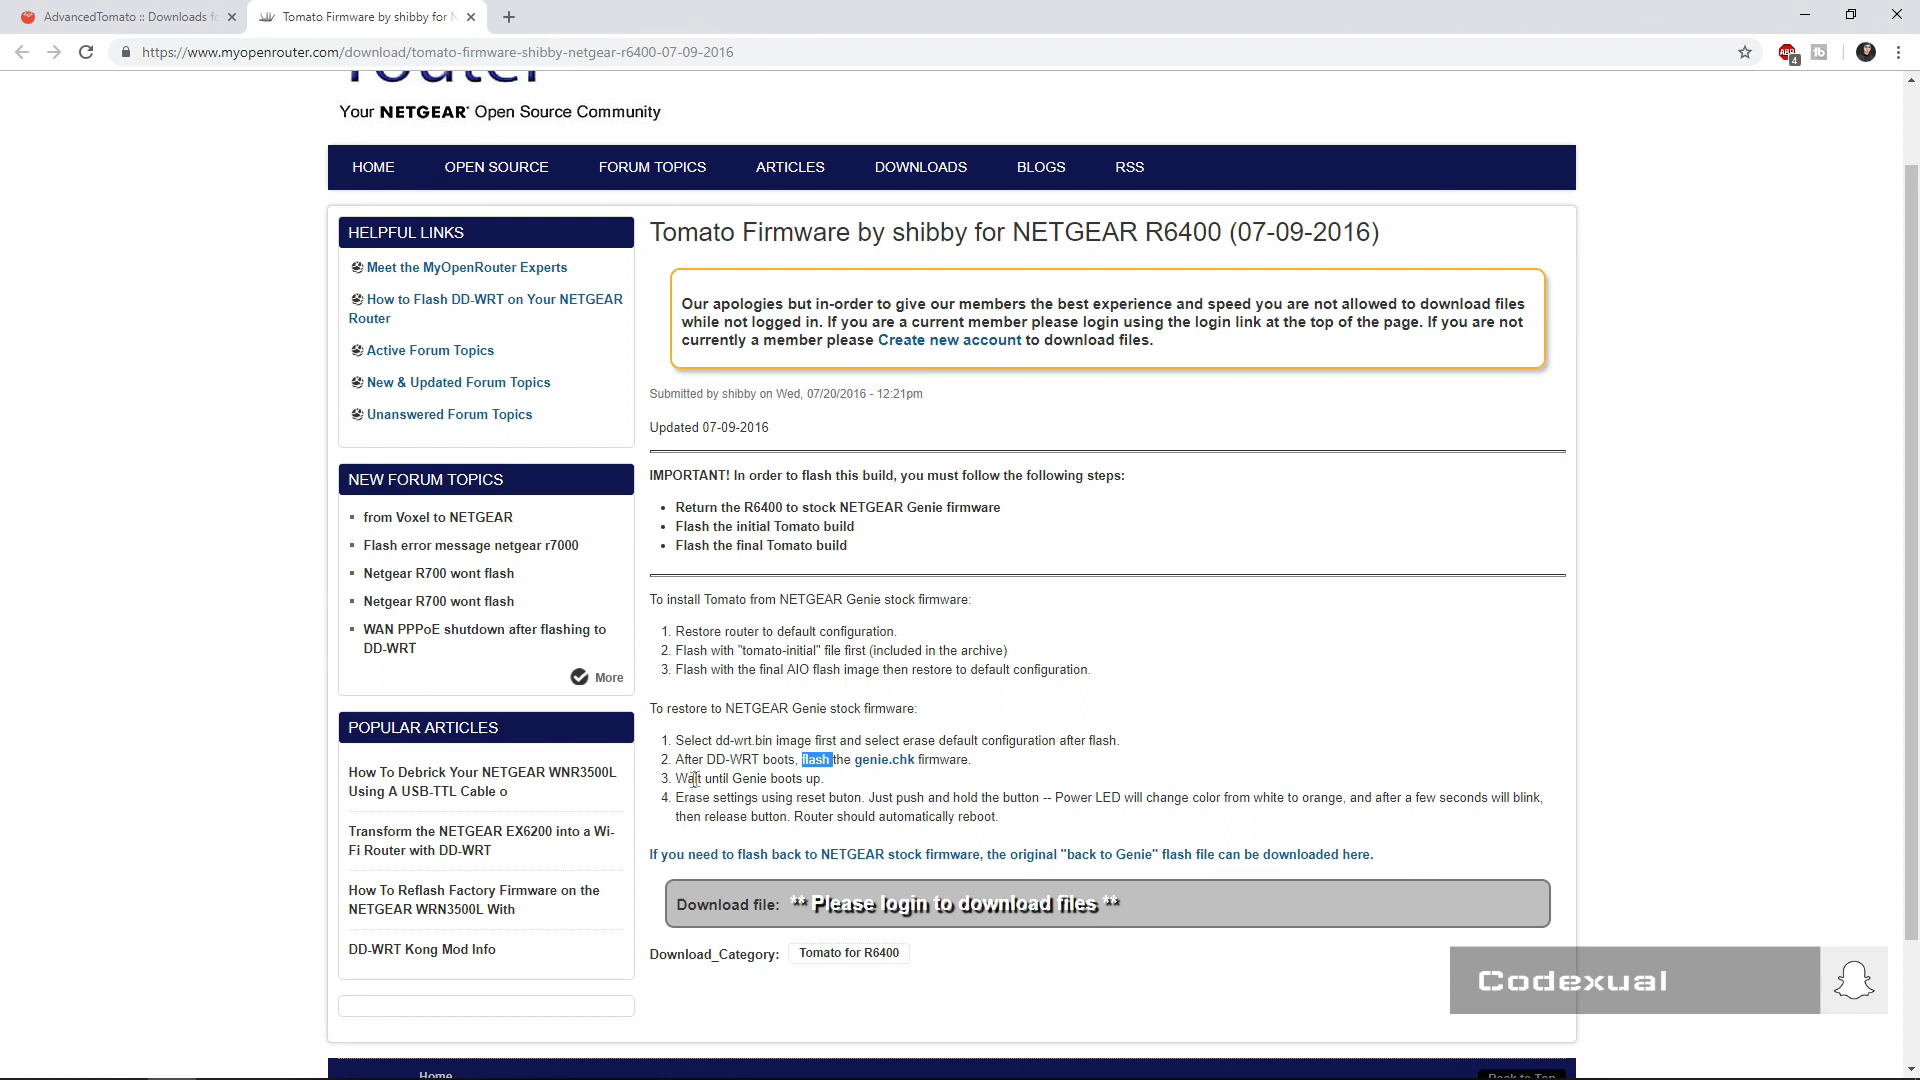 AdvancedTomato :: Downloads fo
Tomato Firmware by shibby for N
https://www.myopenrouter.com/download/tomato-firmware-shibby-netgear-r6400-07-09-2016
ABP
4
router
Your NETGEAR Open Source Community
HOME OPEN SOURCE FORUM TOPICS ARTICLES DOWNLOADS BLOGS RSS
HELPFUL LINKS
Meet the MyOpenRouter Experts
How to Flash DD-WRT on Your NETGEAR
Router
Active Forum Topics
New & Updated Forum Topics
Unanswered Forum Topics
NEW FORUM TOPICS
from Voxel to NETGEAR
Flash error message netgear r7000
Netgear R700 wont flash
Netgear R700 wont flash
WAN PPPoE shutdown after flashing to
DD-WRT
More
POPULAR ARTICLES
How To Debrick Your NETGEAR WNR3500L
Using A USB-TTL Cable o
Transform the NETGEAR EX6200 into a Wi-
Fi Router with DD-WRT
How To Reflash Factory Firmware on the
NETGEAR WRN3500L With
DD-WRT Kong Mod Info
Tomato Firmware by shibby for NETGEAR R6400 (07-09-2016)
Our apologies but in-order to give our members the best experience and speed you are not allowed to download files
while not logged in. If you are a current member please login using the login link at the top of the page. If you are not
currently a member please Create new account to download files.
Submitted by shibby on Wed, 07/20/2016 - 12:21pm
Updated 07-09-2016
IMPORTANT! In order to flash this build, you must follow the following steps:
• Return the R6400 to stock NETGEAR Genie firmware
• Flash the initial Tomato build
• Flash the final Tomato build
To install Tomato from NETGEAR Genie stock firmware:
1. Restore router to default configuration.
2. Flash with "tomato-initial" file first (included in the archive)
3. Flash with the final AIO flash image then restore to default configuration.
To restore to NETGEAR Genie stock firmware:
1. Select dd-wrt.bin image first and select erase default configuration after flash.
2. After DD-WRT boots, flash the genie.chk firmware.
3. Wait until Genie boots up.
4. Erase settings using reset buton. Just push and hold the button -- Power LED will change color from white to orange, and after a few seconds will blink,
then release button. Router should automatically reboot.
If you need to flash back to NETGEAR stock firmware, the original "back to Genie" flash file can be downloaded here.
Download file: ** Please login to download files **
Download_Category: Tomato for R6400
Codexual
Home
Back to Top